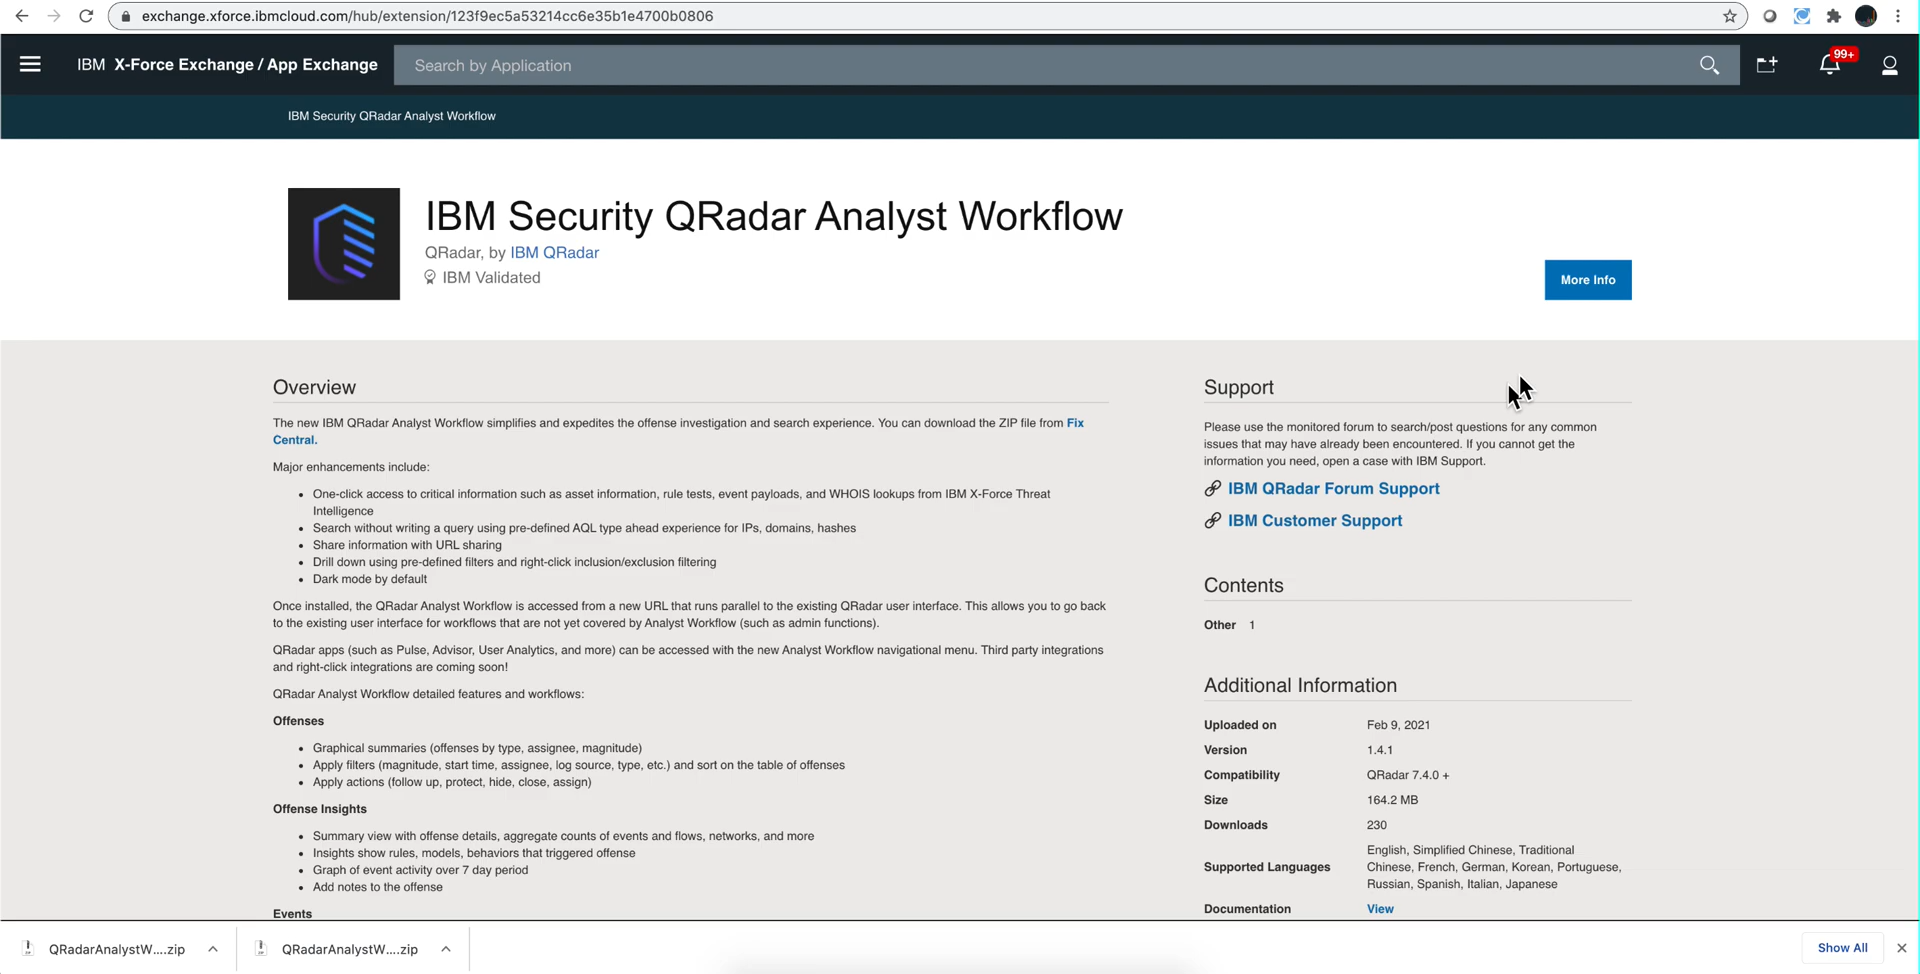 exchange.xforce.ibmcloud.com/hub/extension/123f9ec5a53214cc6e35b1e4700b0806
IBM X-Force Exchange / App Exchange
Search by Application
99+
IBM Security QRadar Analyst Workflow
IBM Security QRadar Analyst Workflow
QRadar, by IBM QRadar
IBM Validated
More Info
Overview
The new IBM QRadar Analyst Workflow simplifies and expedites the offense investigation and search experience. You can download the ZIP file from Fix
Central.
Major enhancements include:
• One-click access to critical information such as asset information, rule tests, event payloads, and WHOIS lookups from IBM X-Force Threat
Intelligence
• Search without writing a query using pre-defined AQL type ahead experience for IPs, domains, hashes
• Share information with URL sharing
• Drill down using pre-defined filters and right-click inclusion/exclusion filtering
• Dark mode by default
Once installed, the QRadar Analyst Workflow is accessed from a new URL that runs parallel to the existing QRadar user interface. This allows you to go back
to the existing user interface for workflows that are not yet covered by Analyst Workflow (such as admin functions).
QRadar apps (such as Pulse, Advisor, User Analytics, and more) can be accessed with the new Analyst Workflow navigational menu. Third party integrations
and right-click integrations are coming soon!
QRadar Analyst Workflow detailed features and workflows:
Offenses
• Graphical summaries (offenses by type, assignee, magnitude)
• Apply filters (magnitude, start time, assignee, log source, type, etc.) and sort on the table of offenses
• Apply actions (follow up, protect, hide, close, assign)
Offense Insights
• Summary view with offense details, aggregate counts of events and flows, networks, and more
• Insights show rules, models, behaviors that triggered offense
• Graph of event activity over 7 day period
• Add notes to the offense
Events
Support
Please use the monitored forum to search/post questions for any common
issues that may have already been encountered. If you cannot get the
information you need, open a case with IBM Support.
IBM QRadar Forum Support
IBM Customer Support
Contents
Other 1
Additional Information
Uploaded on Feb 9, 2021
Version 1.4.1
Compatibility QRadar 7.4.0 +
Size 164.2 MB
Downloads 230
Supported Languages English, Simplified Chinese, Traditional
Chinese, French, German, Korean, Portuguese,
Russian, Spanish, Italian, Japanese
Documentation View
QRadarAnalystW....zip
QRadarAnalystW....zip
Show All